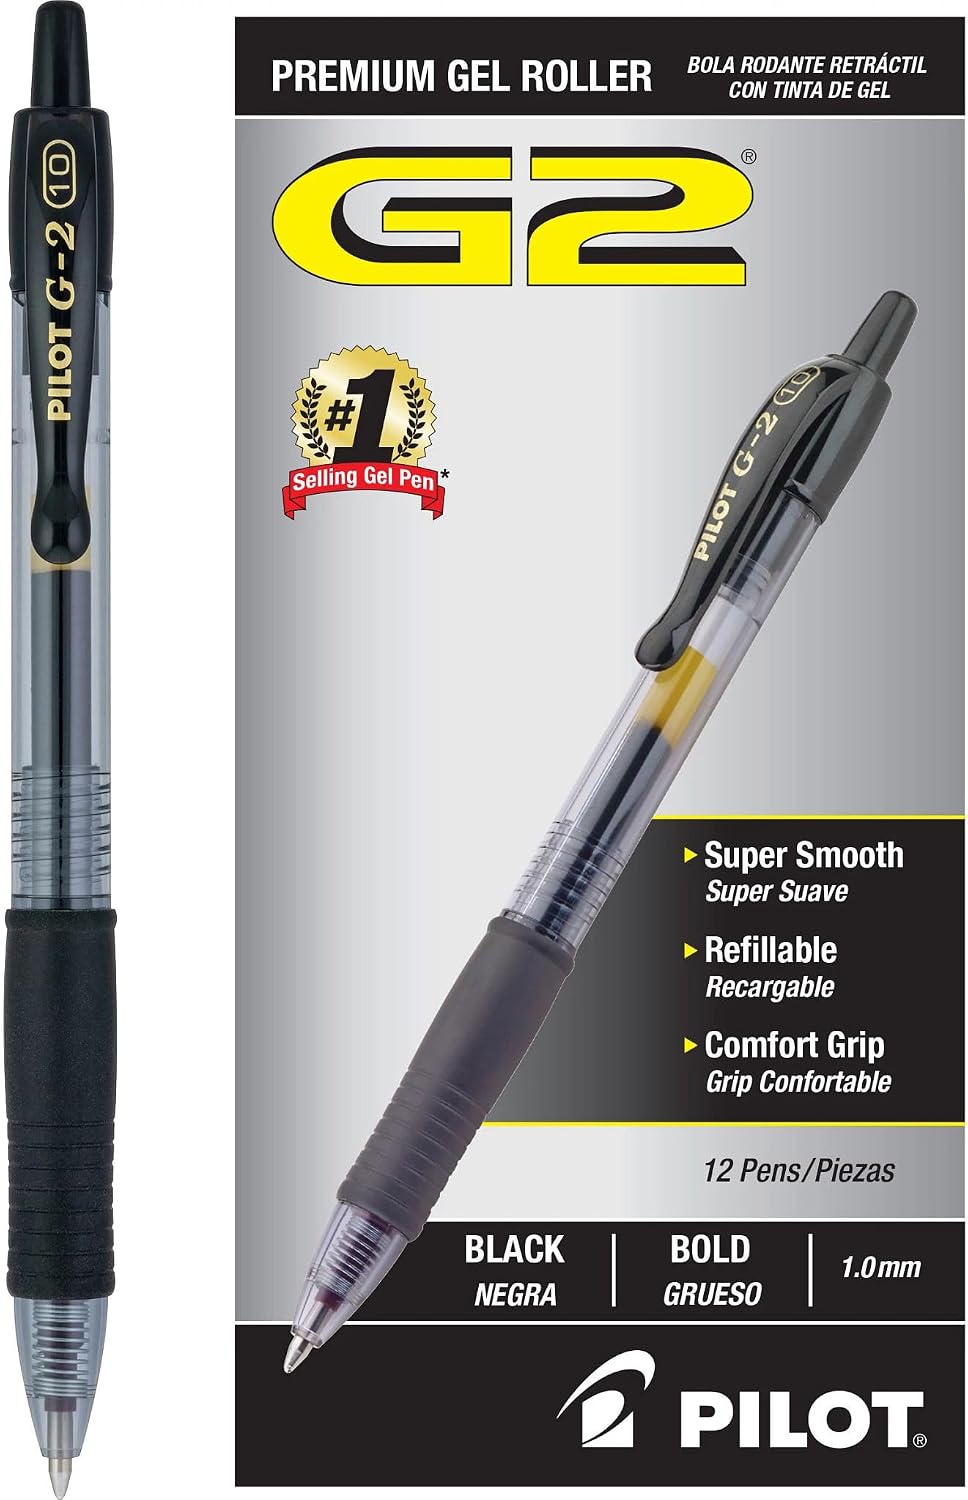 PILOT G-2 10
PREMIUM GEL ROLLER
BOLA RODANTE RETRÁCTIL
CON TINTA DE GEL
G2®
#1
Selling Gel Pen*
PILOT G-2 10
Super Smooth
Super Suave
Refillable
Recargable
Comfort Grip
Grip Confortable
12 Pens/Piezas
BLACK
NEGRA
BOLD
GRUESO
1.0mm
PILOT®